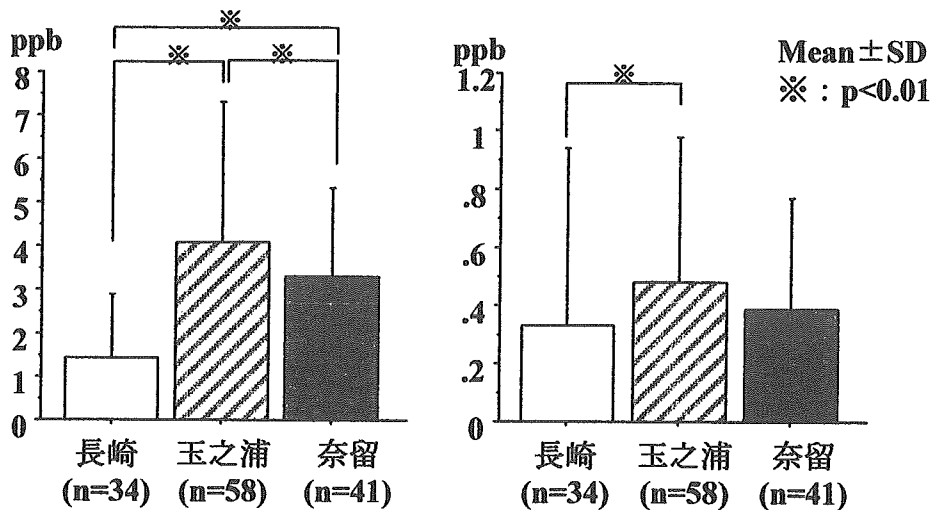 ※
ppb
※
※
8
7
6
5
4
3
2
1
0
長崎
玉之浦
奈留
(n=34)
(n=58)
(n=41)
ppb
※
1.2
1
.8
.6
.4
.2
0
長崎
玉之浦
奈留
(n=34)
(n=58)
(n=41)
Mean±SD
※ : p<0.01